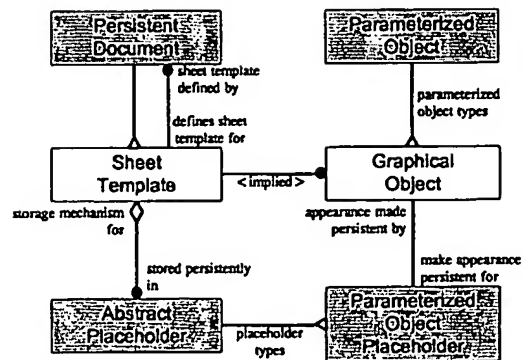 Persistent
Document
Parameterized
Object
sheet template
defined by
parameterized
object types
defines sheet
template for
Sheet
Template
< implied >
Graphical
Object
storage mechanism
for
appearance made
persistent by
stored persistently
in
make appearance
persistent for
Abstract
Placeholder
placeholder
types
Parameterized
Object
Placeholder